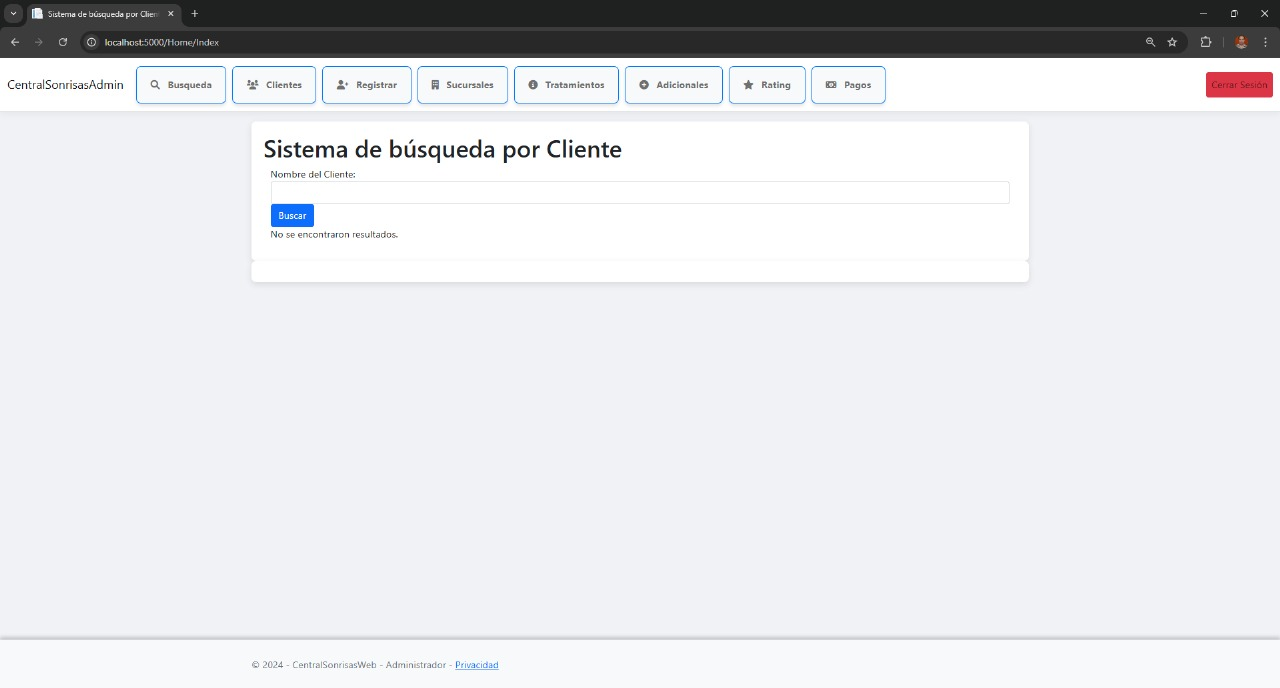 Sistema de búsqueda por Clien
localhost:5000/Home/Index
CentralSonrisasAdmin Busqueda Clientes Registrar Sucursales Tratamientos Adicionales Rating Pagos Cerrar Sesión
Sistema de búsqueda por Cliente
Nombre del Cliente:
Buscar
No se encontraron resultados.
© 2024 - CentralSonrisasWeb - Administrador - Privacidad